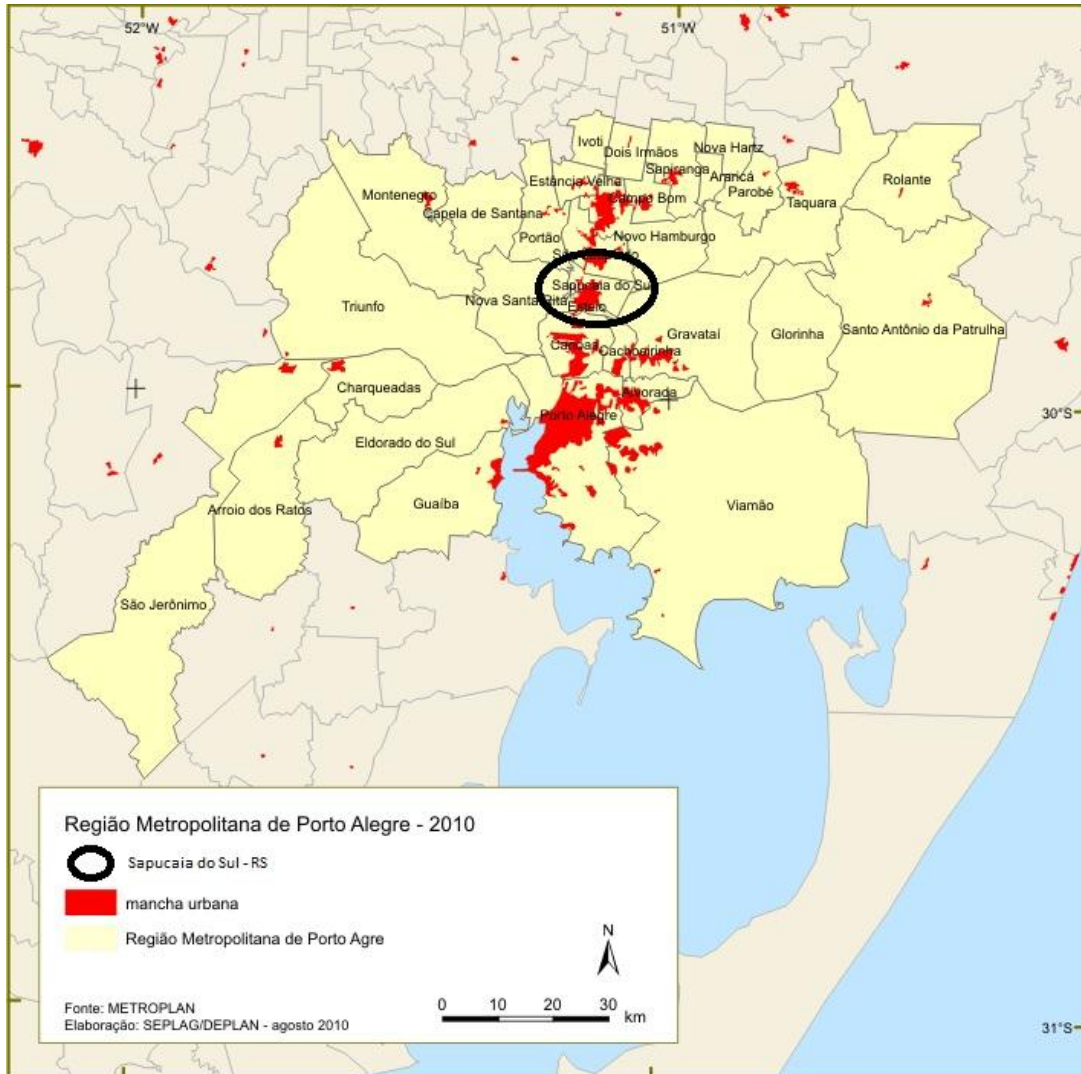 52°W
51°W
Ivoti
Dois Irmãos
Nova Hartz
Sapiranga
Estância Velha
Araricá
Rolante
Montenegro
Campo Bom
Parobé
Taquara
Capela de Santana
Portão
Novo Hamburgo
Sapucaia do Sul
Nova Santa Rita
Esteio
Triunfo
Gravataí
Glorinha
Santo Antônio da Patrulha
Canoas
Cachoeirinha
Charqueadas
Alvorada
Porto Alegre
30°S
Eldorado do Sul
Guaíba
Viamão
Arroio dos Ratos
São Jerônimo
Região Metropolitana de Porto Alegre - 2010
Sapucaia do Sul - RS
mancha urbana
Região Metropolitana de Porto Agre
N
Fonte: METROPLAN
Elaboração: SEPLAG/DEPLAN - agosto 2010
0 10 20 30
km
31°S